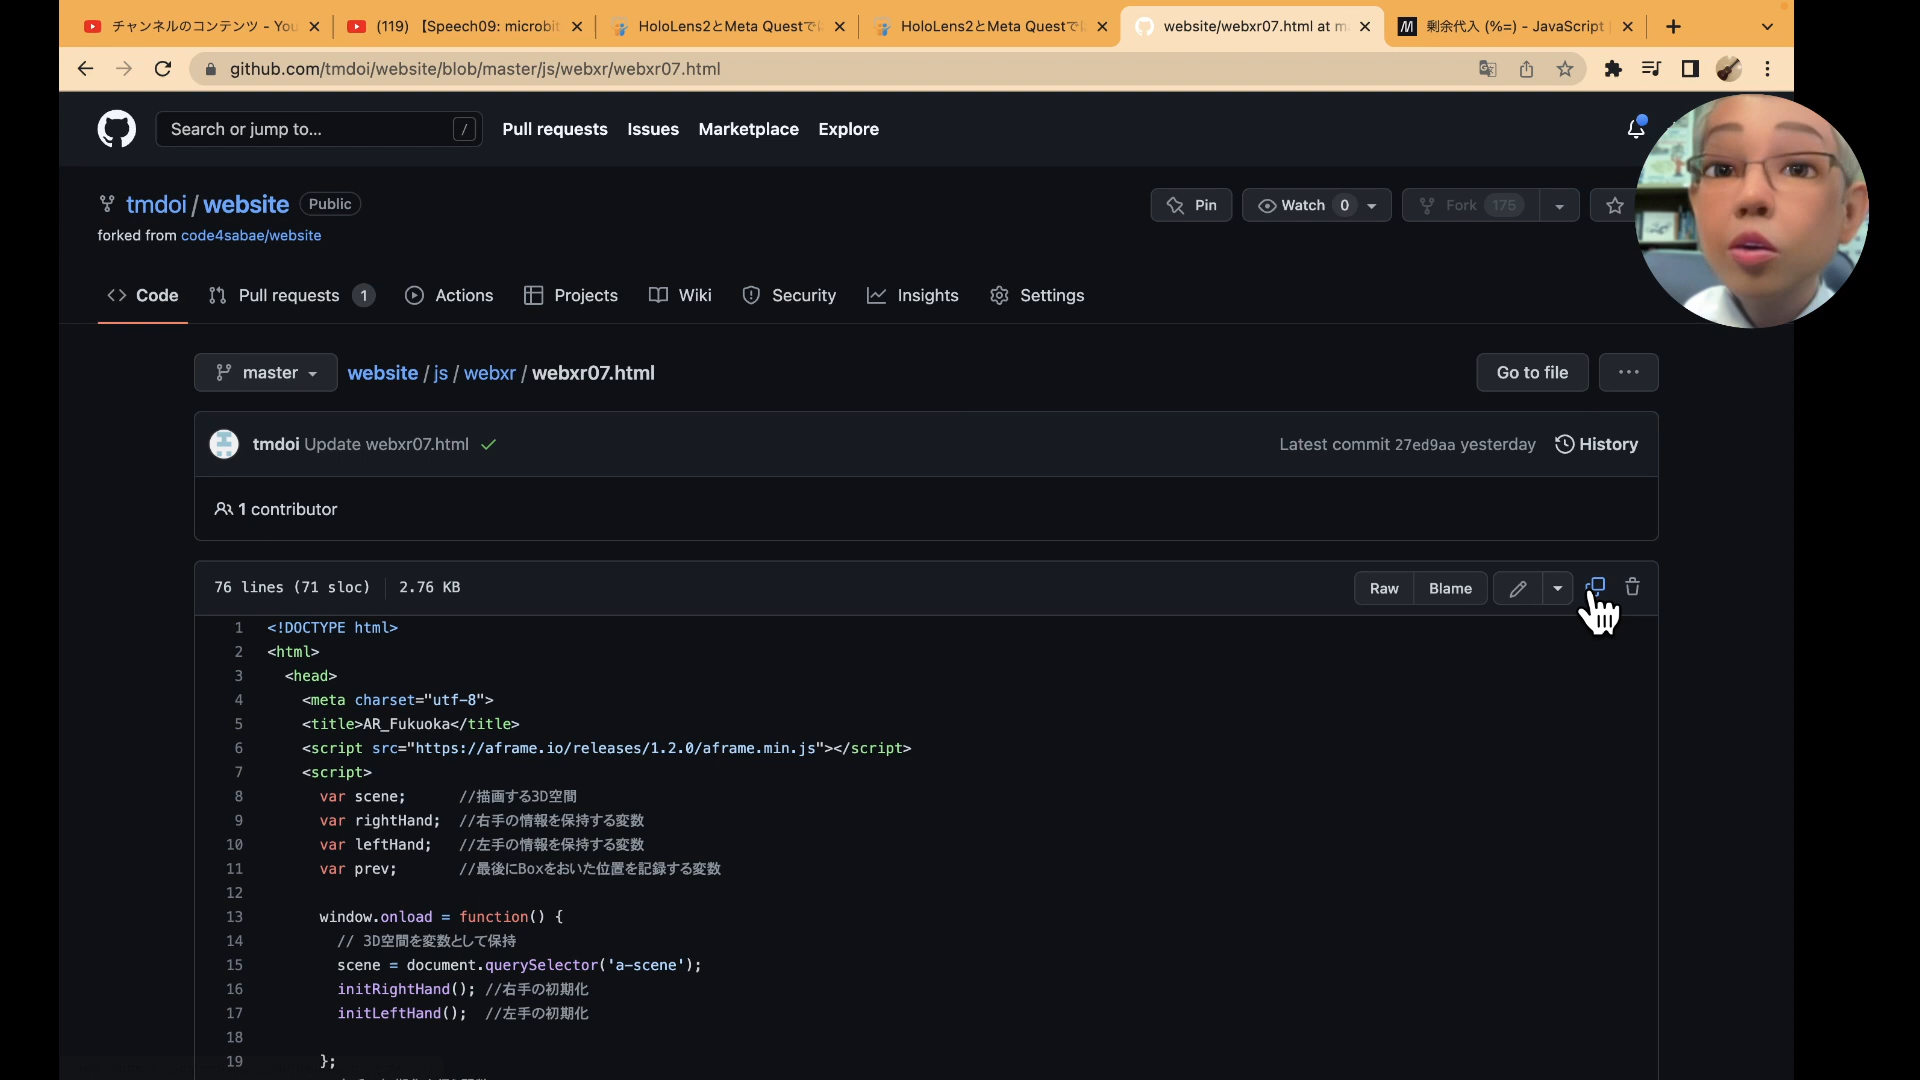 チャンネルのコンテンツ - You
(119) 【Speech09: microbit
HoloLens2とMeta Questで
HoloLens2とMeta Questで
website/webxr07.html at m
剰余代入 (%=) - JavaScript
github.com/tmdoi/website/blob/master/js/webxr/webxr07.html
Search or jump to... /
Pull requests Issues Marketplace Explore
tmdoi / website Public
Pin Watch 0 Fork 175
forked from code4sabae/website
Code Pull requests 1 Actions Projects Wiki Security Insights Settings
master website / js / webxr / webxr07.html Go to file ...
tmdoi Update webxr07.html Latest commit 27ed9aa yesterday History
1 contributor
76 lines (71 sloc) 2.76 KB Raw Blame
1 <!DOCTYPE html>
2 <html>
3 <head>
4 <meta charset="utf-8">
5 <title>AR_Fukuoka</title>
6 <script src="https://aframe.io/releases/1.2.0/aframe.min.js"></script>
7 <script>
8 var scene; //描画する3D空間
9 var rightHand; //右手の情報を保持する変数
10 var leftHand; //左手の情報を保持する変数
11 var prev; //最後にBoxをおいた位置を記録する変数
12
13 window.onload = function() {
14 // 3D空間を変数として保持
15 scene = document.querySelector('a-scene');
16 initRightHand(); //右手の初期化
17 initLeftHand(); //左手の初期化
18
19 };